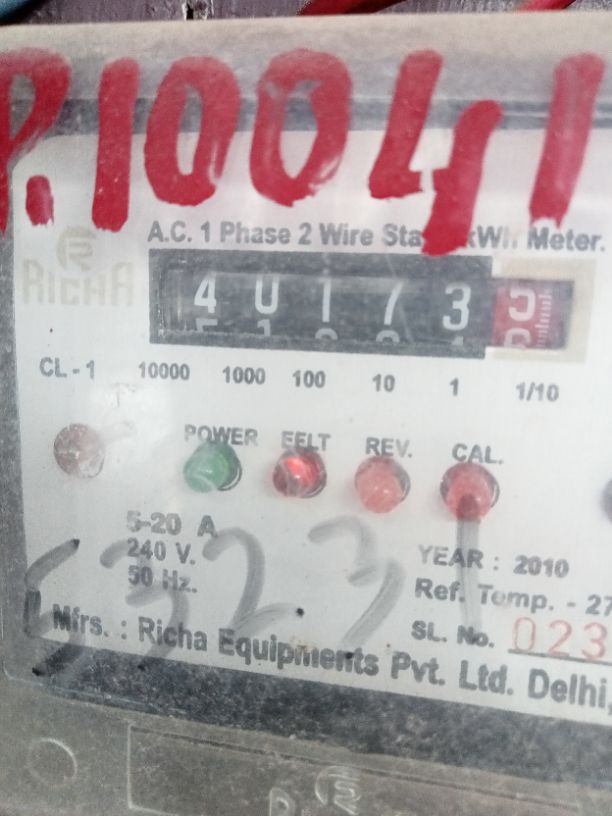 P.10041
A.C. 1 Phase 2 Wire kWh Meter.
RICHA
4 0 1 7 3
CL-1 10000 1000 100 10 1 1/10
POWER EELT REV. CAL.
5-20 A
240 V.
50 Hz.
YEAR : 2010
Ref. Temp. - 27
SL. No. 023
Mfrs. : Richa Equipments Pvt. Ltd. Delhi,